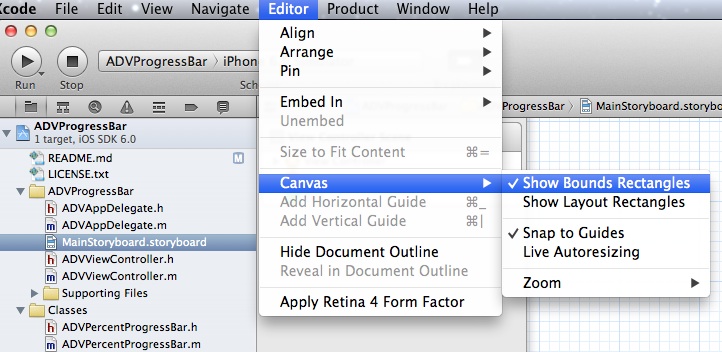 Xcode File Edit View Navigate Editor Product Window Help
ADVProgressBar iPhon
Run Stop Sch
ProgressBar MainStoryboard.storybo
ADVProgressBar
1 target, iOS SDK 6.0
README.md M
LICENSE.txt
ADVProgressBar
h ADVAppDelegate.h
m ADVAppDelegate.m
MainStoryboard.storyboard
h ADVViewController.h
m ADVViewController.m
Supporting Files
Classes
h ADVPercentProgressBar.h
m ADVPercentProgressBar.m
Align
Arrange
Pin
Embed In
Unembed
Size to Fit Content ⌘=
Canvas
Add Horizontal Guide ⌘_
Add Vertical Guide ⌘|
Hide Document Outline
Reveal in Document Outline
Apply Retina 4 Form Factor
✓ Show Bounds Rectangles
Show Layout Rectangles
✓ Snap to Guides
Live Autoresizing
Zoom